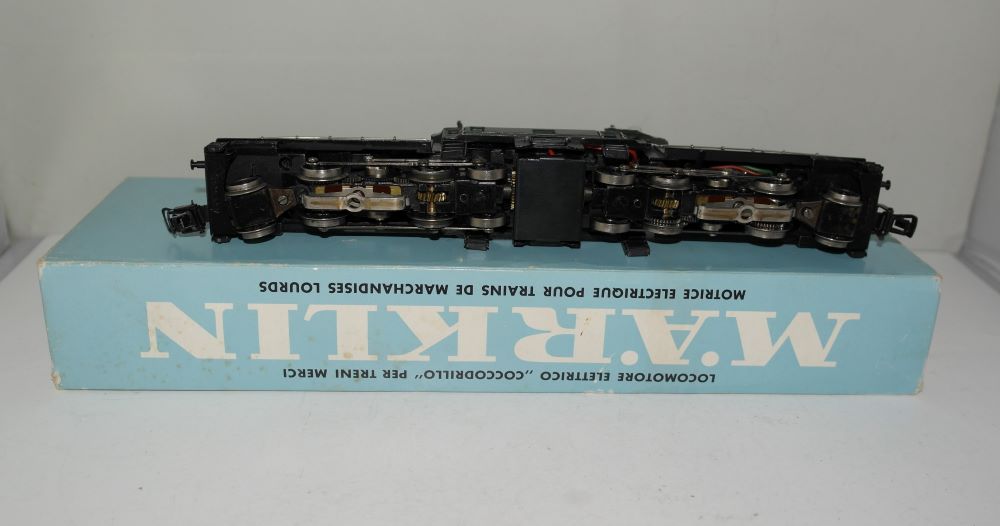 LOCOMOTORE ELETTRICO „COCCODRILLO" PER TRENI MERCI
MÄRKLIN
MOTRICE ELECTRIQUE POUR TRAINS DE MARCHANDISES LOURDS